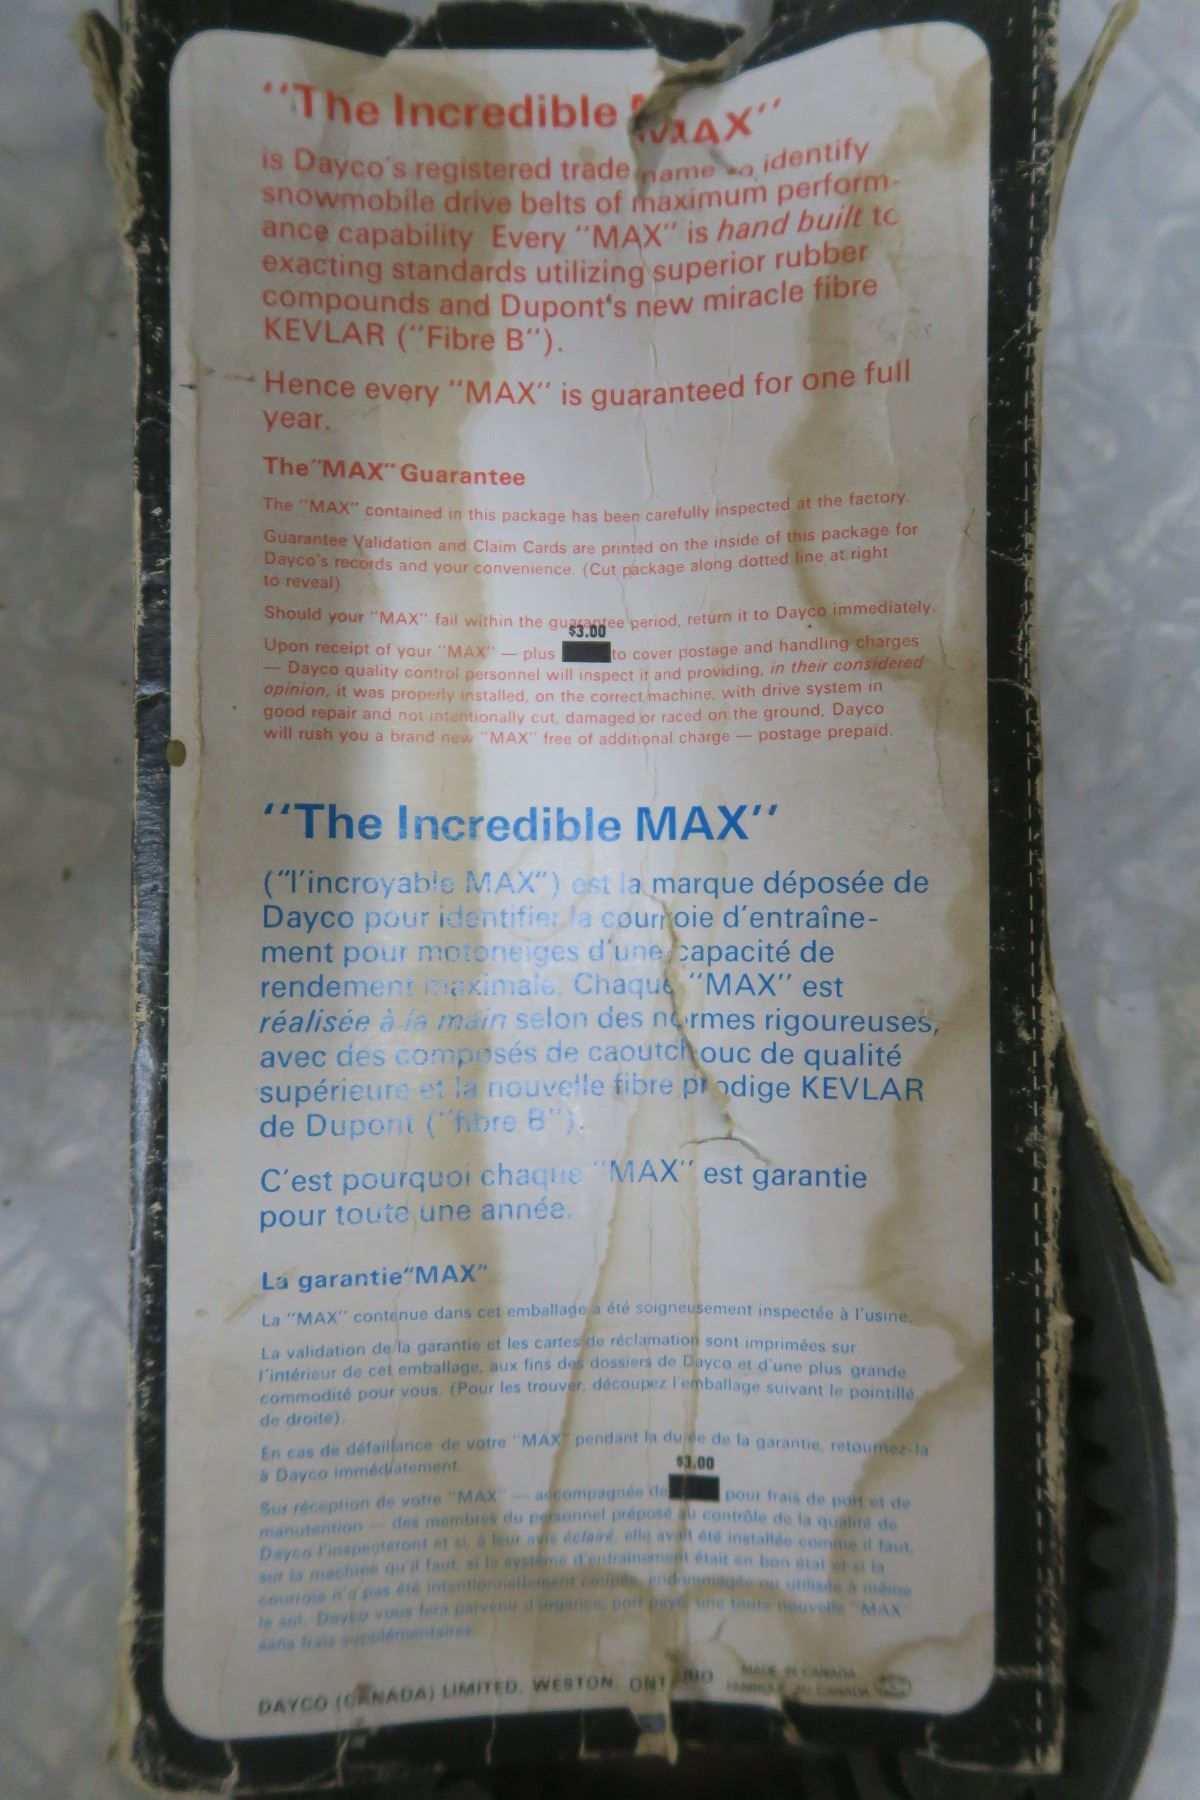 "The Incredible MAX"
is Dayco's registered trade name to identify
snowmobile drive belts of maximum perform-
ance capability Every "MAX" is hand built to
exacting standards utilizing superior rubber
compounds and Dupont's new miracle fibre
KEVLAR ("Fibre B").
Hence every "MAX" is guaranteed for one full
year.
The "MAX" Guarantee
The "MAX" contained in this package has been carefully inspected at the factory.
Guarantee Validation and Claim Cards are printed on the inside of this package for
Dayco's records and your convenience. (Cut package along dotted line at right
to reveal)
Should your "MAX" fail within the guarantee period, return it to Dayco immediately.
$3.00
Upon receipt of your "MAX" — plus to cover postage and handling charges
— Dayco quality control personnel will inspect it and providing, in their considered
opinion, it was properly installed, on the correct machine, with drive system in
good repair and not intentionally cut, damaged or raced on the ground, Dayco
will rush you a brand new "MAX" free of additional charge — postage prepaid.
"The Incredible MAX"
("l'incroyable MAX") est la marque déposée de
Dayco pour identifier la courroie d'entraîne-
ment pour motoneiges d'une capacité de
rendement maximale. Chaque "MAX" est
réalisée à la main selon des normes rigoureuses,
avec des composés de caoutchouc de qualité
supérieure et la nouvelle fibre prodige KEVLAR
de Dupont ("fibre B").
C'est pourquoi chaque "MAX" est garantie
pour toute une année.
La garantie "MAX"
La "MAX" contenue dans cet emballage a été soigneusement inspectée à l'usine.
La validation de la garantie et les cartes de réclamation sont imprimées sur
l'intérieur de cet emballage, aux fins des dossiers de Dayco et d'une plus grande
commodité pour vous. (Pour les trouver, découpez l'emballage suivant le pointillé
de droite).
En cas de défaillance de votre "MAX" pendant la durée de la garantie, retournez-la
à Dayco immédiatement.
$3.00
Sur réception de votre "MAX" — accompagnée de pour frais de port et de
manutention — des membres du personnel préposé au contrôle de la qualité de
Dayco l'inspecteront et si, à leur avis éclairé, elle avait été installée comme il faut,
sur la machine qu'il faut, si le système d'entraînement était en bon état et si la
courroie n'a pas été intentionnellement coupée, endommagée ou utilisée à même
le sol, Dayco vous fera parvenir d'urgence, port payé, une toute nouvelle "MAX"
sans frais supplémentaires.
DAYCO (CANADA) LIMITED, WESTON, ONTARIO
MADE IN CANADA
FABRIQUÉ AU CANADA